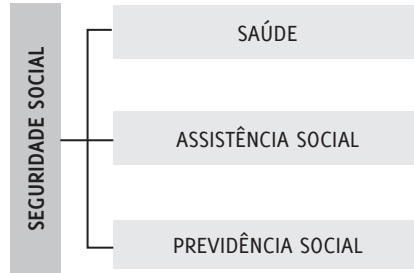 SEGURIDADE SOCIAL
SAÚDE
ASSISTÊNCIA SOCIAL
PREVIDÊNCIA SOCIAL